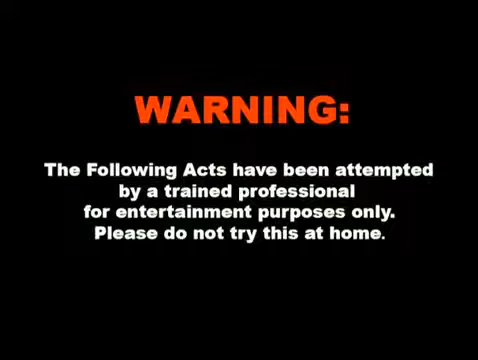 WARNING:
The Following Acts have been attempted
by a trained professional
for entertainment purposes only.
Please do not try this at home.